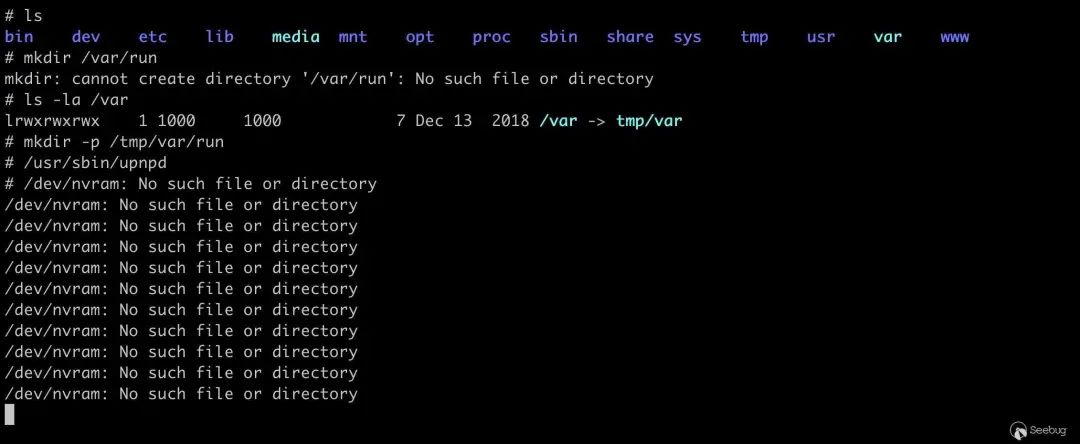 # ls
bin dev etc lib media mnt opt proc sbin share sys tmp usr var www
# mkdir /var/run
mkdir: cannot create directory '/var/run': No such file or directory
# ls -la /var
lrwxrwxrwx 1 1000 1000 7 Dec 13 2018 /var -> tmp/var
# mkdir -p /tmp/var/run
# /usr/sbin/upnpd
# /dev/nvram: No such file or directory
/dev/nvram: No such file or directory
/dev/nvram: No such file or directory
/dev/nvram: No such file or directory
/dev/nvram: No such file or directory
/dev/nvram: No such file or directory
/dev/nvram: No such file or directory
/dev/nvram: No such file or directory
/dev/nvram: No such file or directory
/dev/nvram: No such file or directory
/dev/nvram: No such file or directory
Seebug